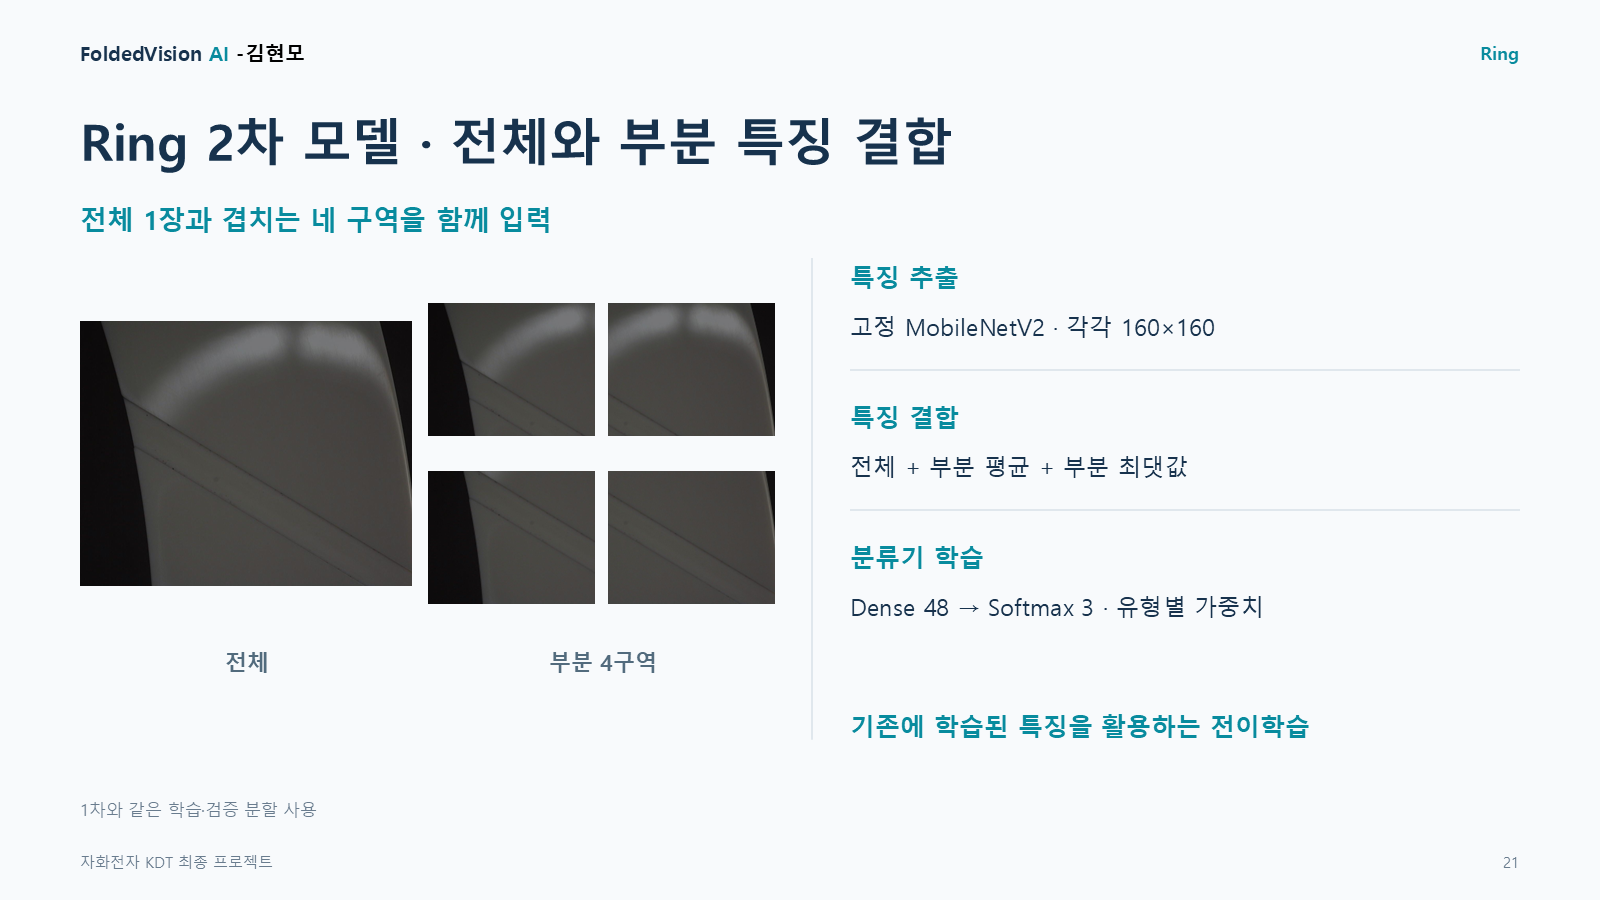 FoldedVision AI -김현모
Ring
Ring 2차 모델 · 전체와 부분 특징 결합
전체 1장과 겹치는 네 구역을 함께 입력
전체
부분 4구역
특징 추출
고정 MobileNetV2 · 각각 160×160
특징 결합
전체 + 부분 평균 + 부분 최댓값
분류기 학습
Dense 48 → Softmax 3 · 유형별 가중치
기존에 학습된 특징을 활용하는 전이학습
1차와 같은 학습·검증 분할 사용
자화전자 KDT 최종 프로젝트
21